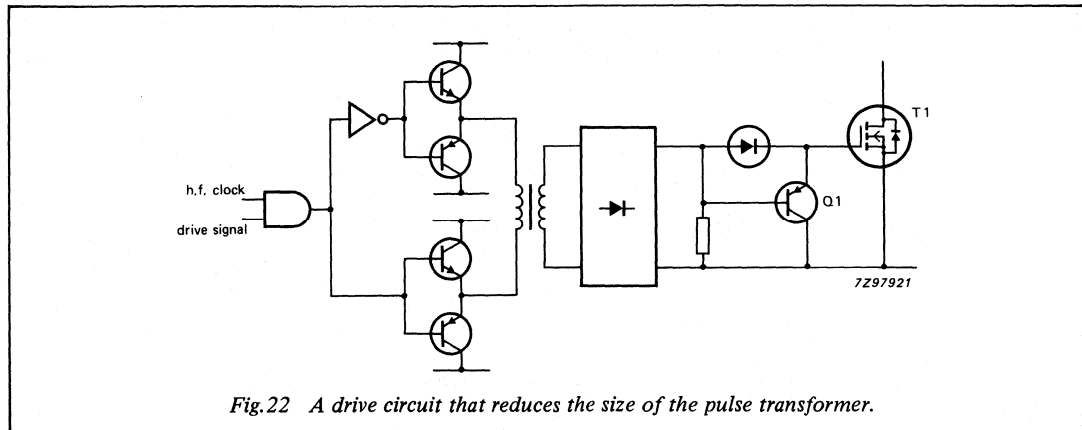 T1
h.f. clock
drive signal
Q1
7Z97921
Fig.22 A drive circuit that reduces the size of the pulse transformer.